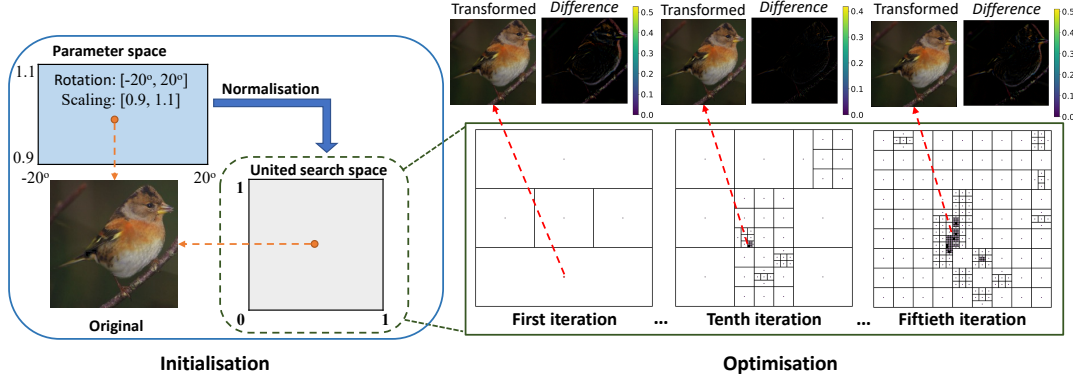 Parameter space
1.1
Rotation: [-20°, 20°]
Scaling: [0.9, 1.1]
0.9
-20°
20°
Normalisation
United search space
1
0
1
Original
Initialisation
Transformed
Difference
0.5
0.4
0.3
0.2
0.1
0.0
Transformed
Difference
0.4
0.3
0.2
0.1
0.0
Transformed
Difference
0.5
0.4
0.3
0.2
0.1
0.0
First iteration
...
Tenth iteration
...
Fiftieth iteration
Optimisation